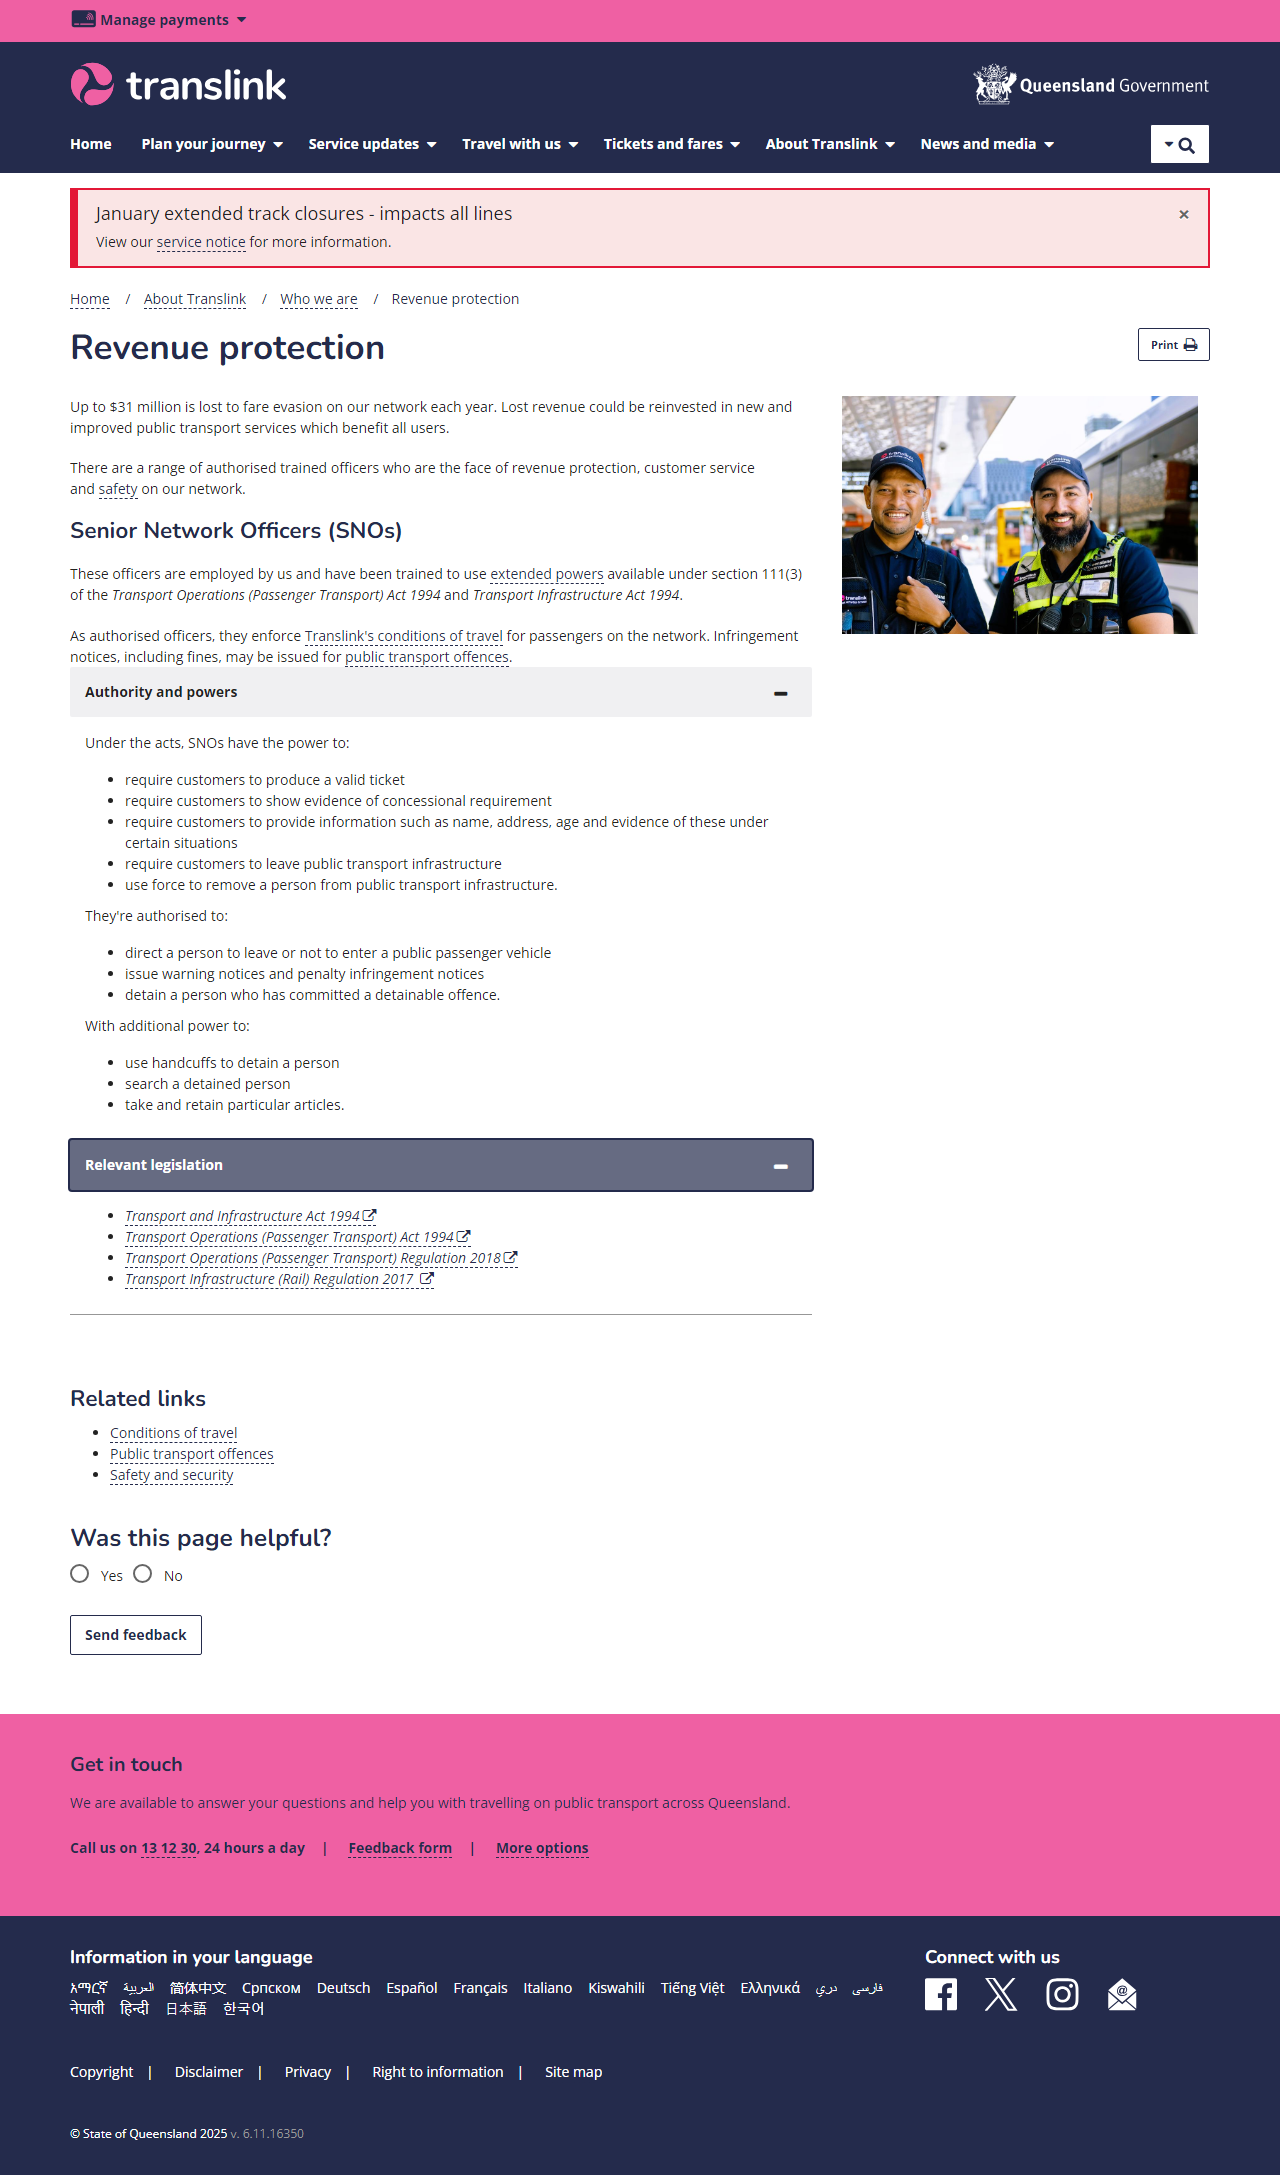 Manage payments
translink
Queensland Government
Home Plan your journey Service updates Travel with us Tickets and fares About Translink News and media
January extended track closures - impacts all lines ×
View our service notice for more information.
Home / About Translink / Who we are / Revenue protection
Revenue protection
Print
Up to $31 million is lost to fare evasion on our network each year. Lost revenue could be reinvested in new and
improved public transport services which benefit all users.
There are a range of authorised trained officers who are the face of revenue protection, customer service
and safety on our network.
Senior Network Officers (SNOs)
These officers are employed by us and have been trained to use extended powers available under section 111(3)
of the Transport Operations (Passenger Transport) Act 1994 and Transport Infrastructure Act 1994.
As authorised officers, they enforce Translink's conditions of travel for passengers on the network. Infringement
notices, including fines, may be issued for public transport offences.
Authority and powers
Under the acts, SNOs have the power to:
• require customers to produce a valid ticket
• require customers to show evidence of concessional requirement
• require customers to provide information such as name, address, age and evidence of these under
certain situations
• require customers to leave public transport infrastructure
• use force to remove a person from public transport infrastructure.
They're authorised to:
• direct a person to leave or not to enter a public passenger vehicle
• issue warning notices and penalty infringement notices
• detain a person who has committed a detainable offence.
With additional power to:
• use handcuffs to detain a person
• search a detained person
• take and retain particular articles.
Relevant legislation
• Transport and Infrastructure Act 1994
• Transport Operations (Passenger Transport) Act 1994
• Transport Operations (Passenger Transport) Regulation 2018
• Transport Infrastructure (Rail) Regulation 2017
Related links
• Conditions of travel
• Public transport offences
• Safety and security
Was this page helpful?
Yes No
Send feedback
Get in touch
We are available to answer your questions and help you with travelling on public transport across Queensland.
Call us on 13 12 30, 24 hours a day | Feedback form | More options
Information in your language
አማርኛ العربية 简体中文 Српском Deutsch Español Français Italiano Kiswahili Tiếng Việt Ελληνικά دري فارسی
नेपाली हिन्दी 日本語 한국어
Connect with us
Copyright | Disclaimer | Privacy | Right to information | Site map
© State of Queensland 2025 v. 6.11.16350